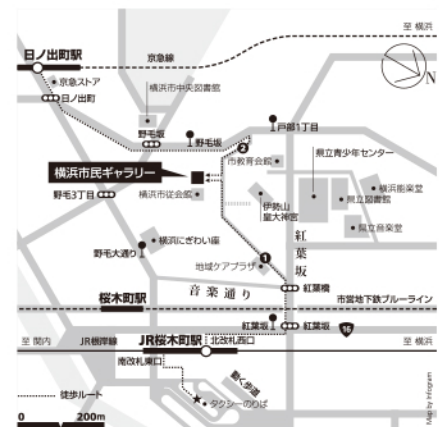 至 横浜
日ノ出町駅
京急線
京急ストア
日ノ出町
横浜市中央図書館
N
戸部1丁目
野毛坂
野毛坂
2
市教育会館
県立青少年センター
横浜市民ギャラリー
横浜能楽堂
野毛3丁目
横浜市従会館
県立図書館
伊勢山
皇大神宮
県立音楽堂
横浜にぎわい座
紅葉坂
野毛大通り
地域ケアプラザ
1
音楽通り
紅葉橋
桜木町駅
市営地下鉄ブルーライン
紅葉坂
紅葉坂
16
至 関内
JR根岸線
JR桜木町駅
北改札西口
至 横浜
南改札東口
動く歩道
徒歩ルート
タクシーのりば
0
200m
Map by Infogram